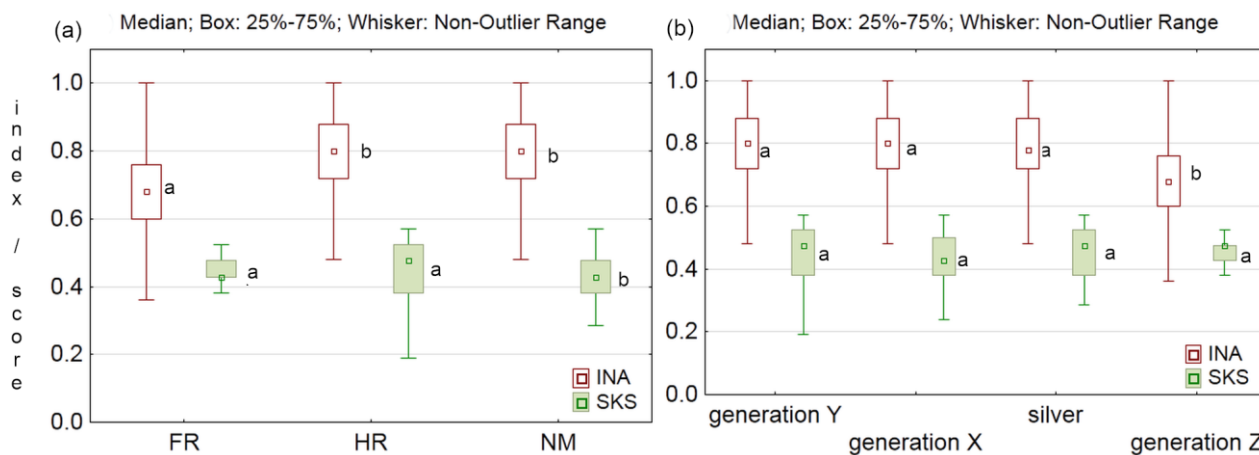 (a) Median; Box: 25%-75%; Whisker: Non-Outlier Range
index / score
1.0
0.8
0.6
0.4
0.2
0.0
a
b
b
a
a
b
INA
SKS
FR HR NM
(b) Median; Box: 25%-75%; Whisker: Non-Outlier Range
1.0
0.8
0.6
0.4
0.2
0.0
a
a
a
b
a
a
a
a
INA
SKS
generation Y silver
generation X generation Z